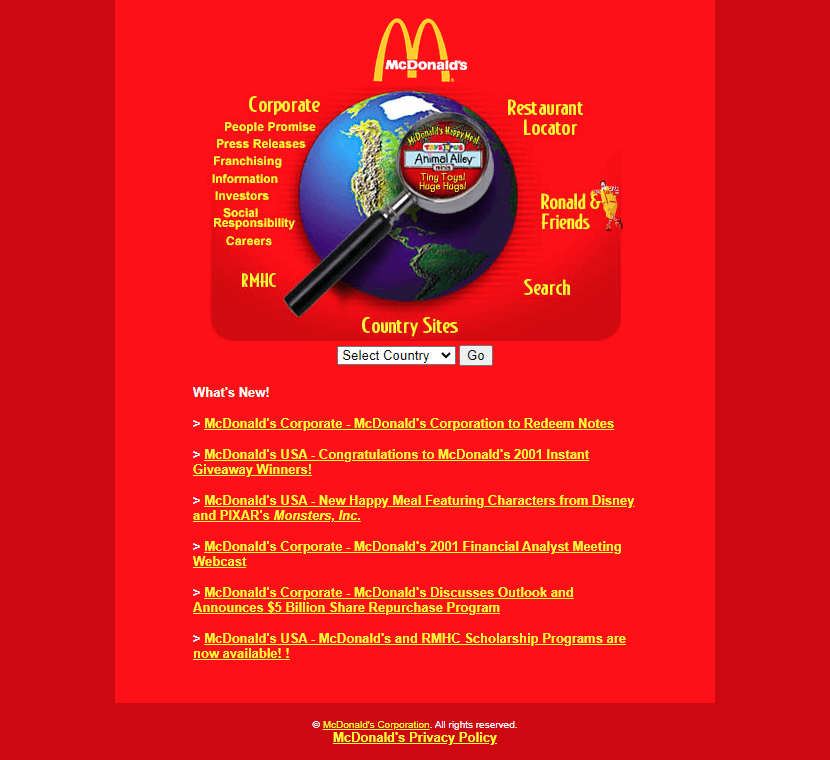 McDonald's
Corporate
People Promise
Press Releases
Franchising
Information
Investors
Social
Responsibility
Careers
RMHC
McDonald's Happy Meal
TOYS R US
Animal Alley
Tiny Toys!
Huge Hugs!
Restaurant
Locator
Ronald &
Friends
Search
Country Sites
Select Country Go
What's New!
> McDonald's Corporate - McDonald's Corporation to Redeem Notes
> McDonald's USA - Congratulations to McDonald's 2001 Instant
Giveaway Winners!
> McDonald's USA - New Happy Meal Featuring Characters from Disney
and PIXAR's Monsters, Inc.
> McDonald's Corporate - McDonald's 2001 Financial Analyst Meeting
Webcast
> McDonald's Corporate - McDonald's Discusses Outlook and
Announces $5 Billion Share Repurchase Program
> McDonald's USA - McDonald's and RMHC Scholarship Programs are
now available! !
© McDonald's Corporation. All rights reserved.
McDonald's Privacy Policy